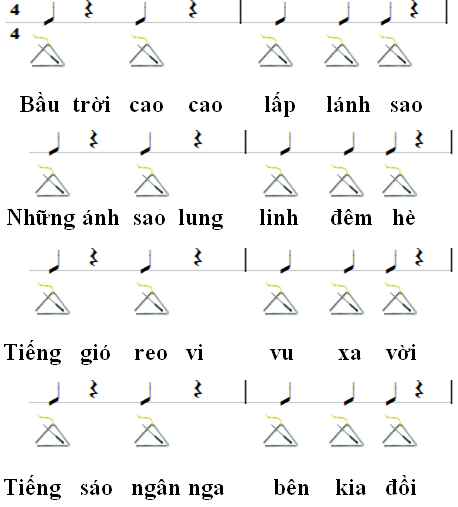 4
4
Bầu trời cao cao lấp lánh sao
Những ánh sao lung linh đêm hè
Tiếng gió reo vi vu xa vời
Tiếng sáo ngân nga bên kia đồi